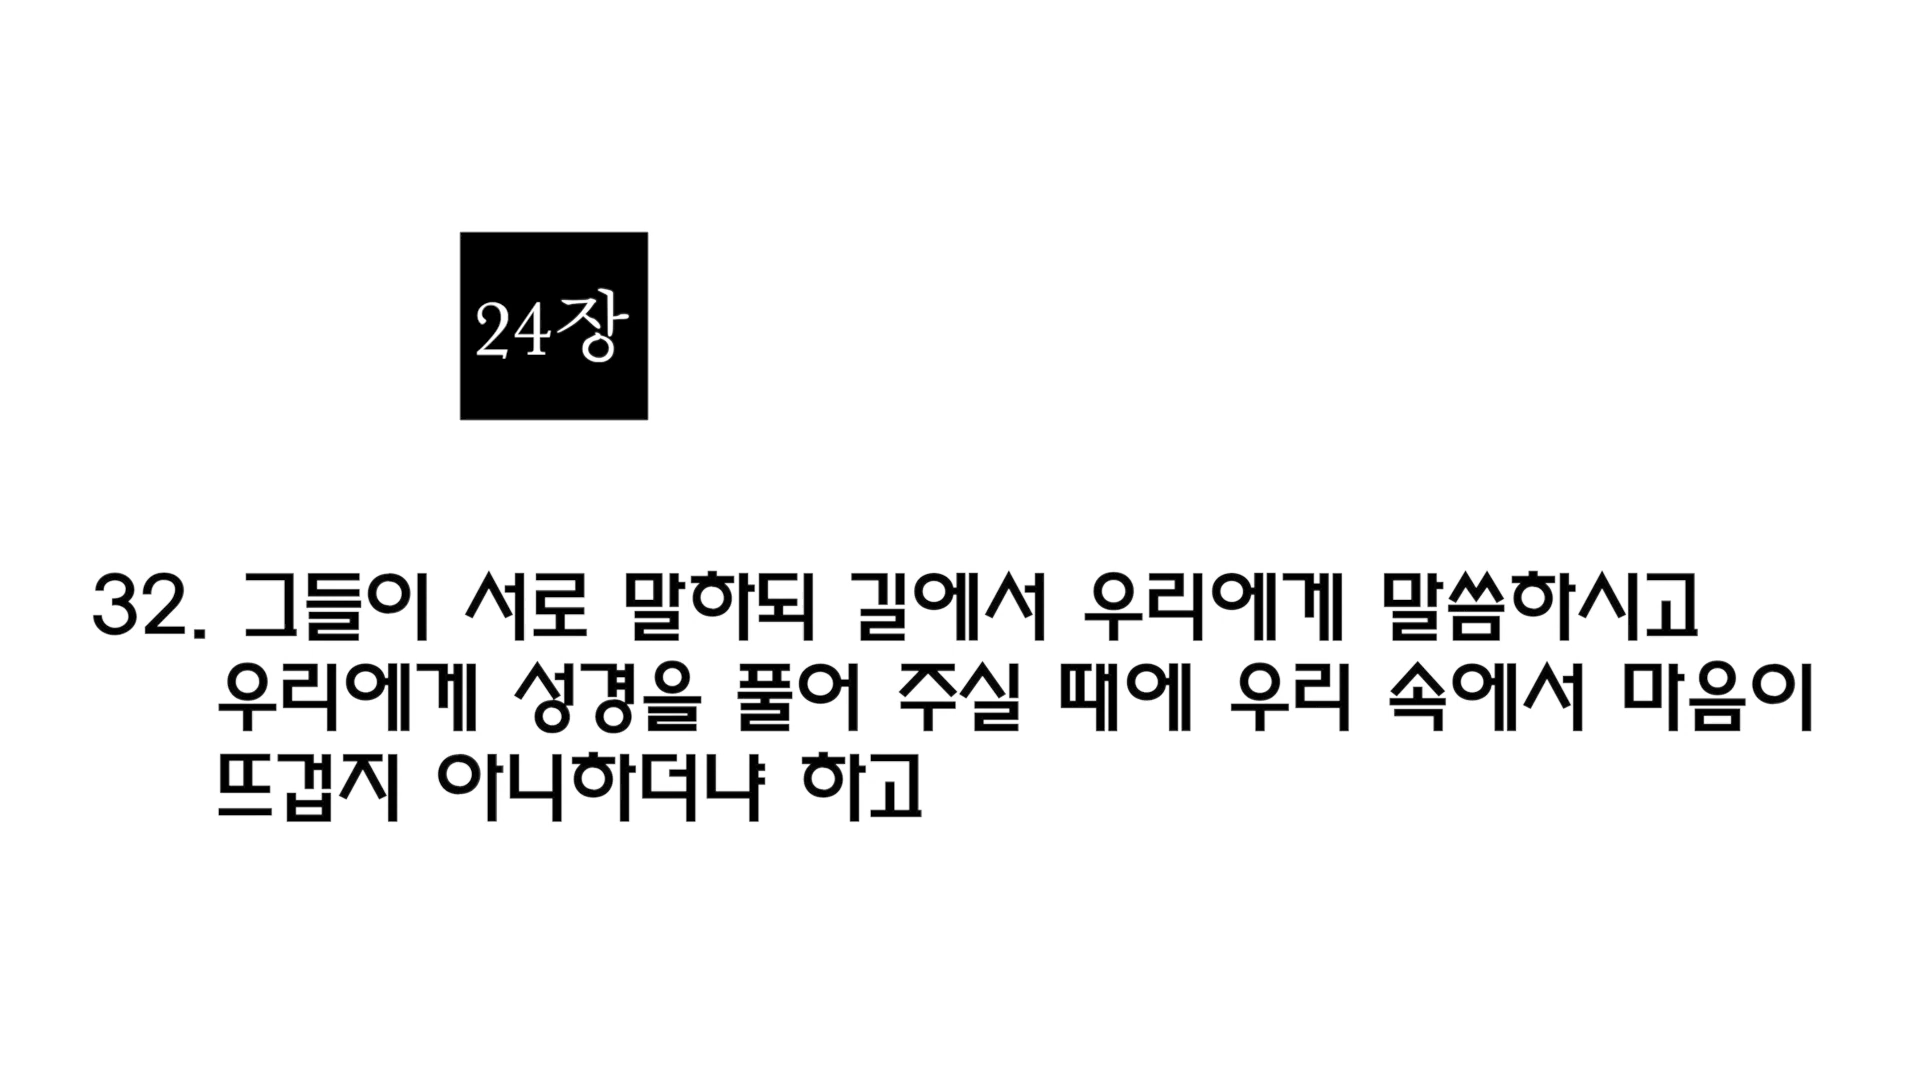 24장
32. 그들이 서로 말하되 길에서 우리에게 말씀하시고
우리에게 성경을 풀어 주실 때에 우리 속에서 마음이
뜨겁지 아니하더냐 하고